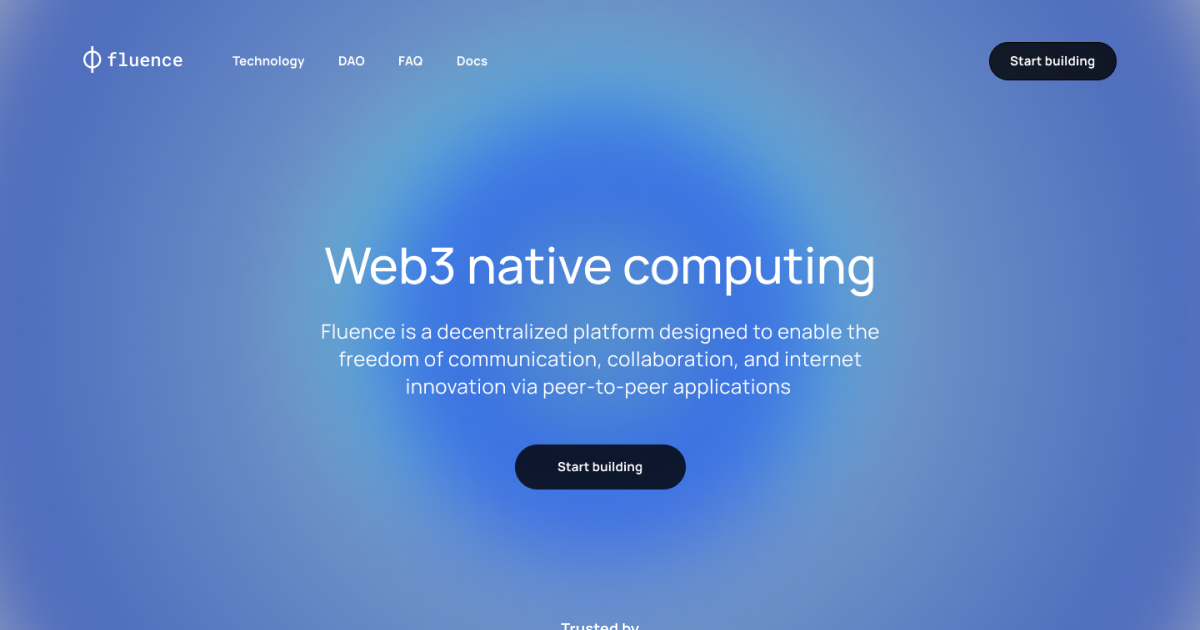 fluence
Technology
DAO
FAQ
Docs
Start building
Web3 native computing
Fluence is a decentralized platform designed to enable the
freedom of communication, collaboration, and internet
innovation via peer-to-peer applications
Start building
Trusted by